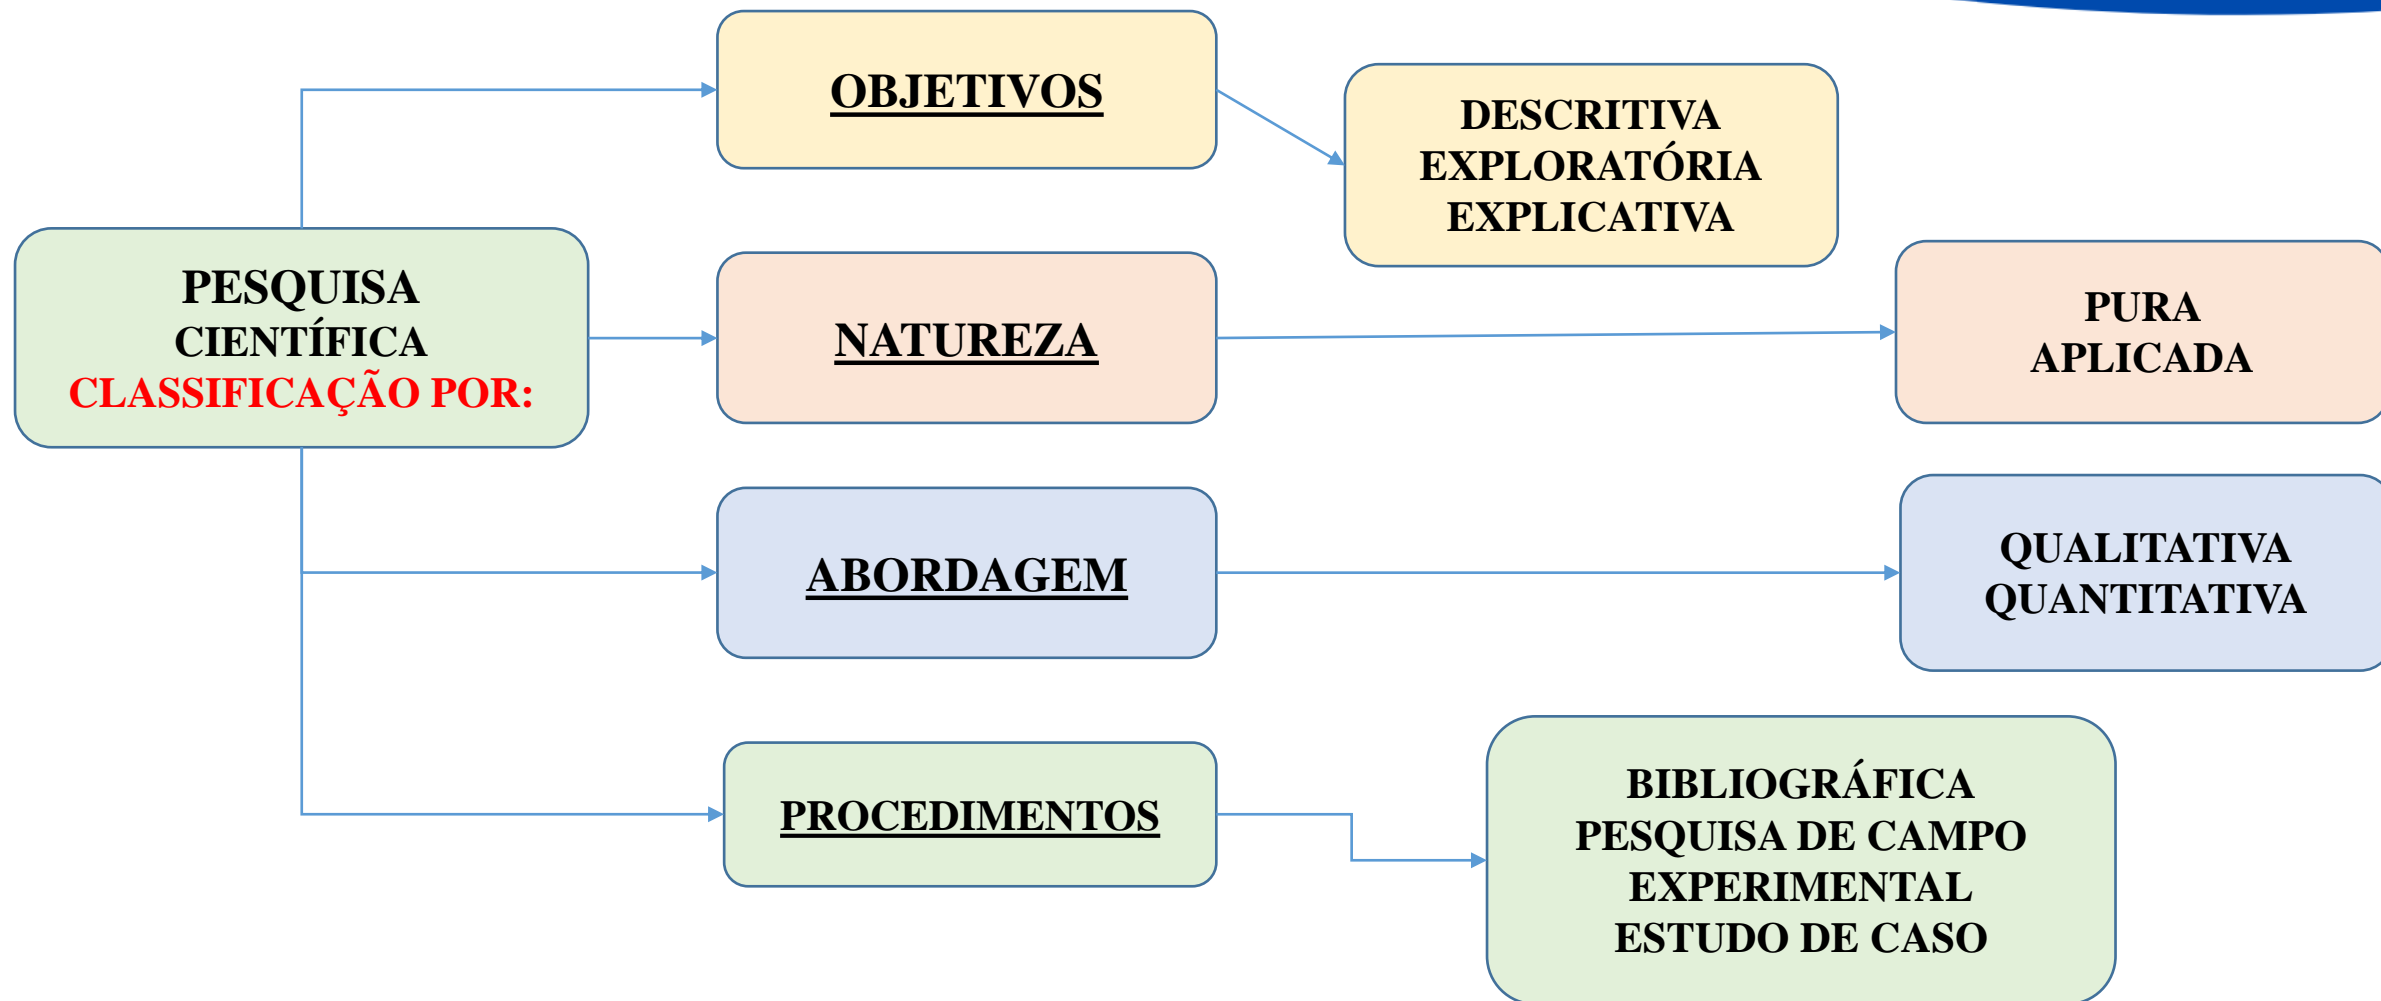 OBJETIVOS
DESCRITIVA
EXPLORATÓRIA
EXPLICATIVA
PESQUISA
CIENTÍFICA
CLASSIFICAÇÃO POR:
NATUREZA
PURA
APLICADA
ABORDAGEM
QUALITATIVA
QUANTITATIVA
PROCEDIMENTOS
BIBLIOGRÁFICA
PESQUISA DE CAMPO
EXPERIMENTAL
ESTUDO DE CASO